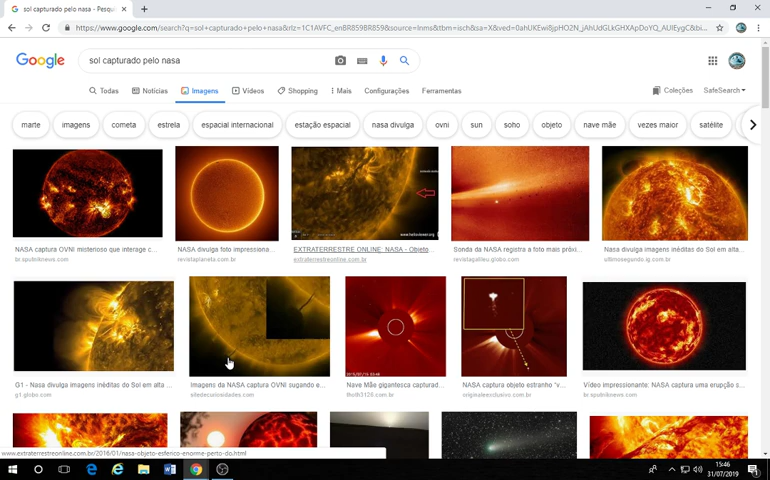 sol capturado pelo nasa - Pesqui
https://www.google.com/search?q=sol+capturado+pelo+nasa&rlz=1C1AVFC_enBR859BR859&source=lnms&tbm=isch&sa=X&ved=0ahUKEwi8jpHO2N_jAhUdGLkGHXApDoYQ_AUIEygC&bi...
Google
sol capturado pelo nasa
Todas Notícias Imagens Vídeos Shopping Mais Configurações Ferramentas Coleções SafeSearch
marte imagens cometa estrela espacial internacional estação espacial nasa divulga ovni sun soho objeto nave mãe vezes maior satélite
NASA captura OVNI misterioso que interage c...
br.sputniknews.com
NASA divulga foto impressiona...
revistaplaneta.com.br
EXTRATERRESTRE ONLINE: NASA - Objeto...
extraterrestreonline.com.br
Sonda da NASA registra a foto mais próxi...
revistagalileu.globo.com
Nasa divulga imagens inéditas do Sol em alta...
ultimosegundo.ig.com.br
G1 - Nasa divulga imagens inéditas do Sol em alta ...
g1.globo.com
Imagens da NASA captura OVNI sugando e...
sitedecuriosidades.com
Nave Mãe gigantesca capturad...
thoth3126.com.br
NASA captura objeto estranho "v...
originaleexclusivo.com.br
Vídeo impressionante: NASA captura uma erupção s...
br.sputniknews.com
www.extraterrestreonline.com.br/2016/01/nasa-objeto-esferico-enorme-perto-do.html
15:46
31/07/2019